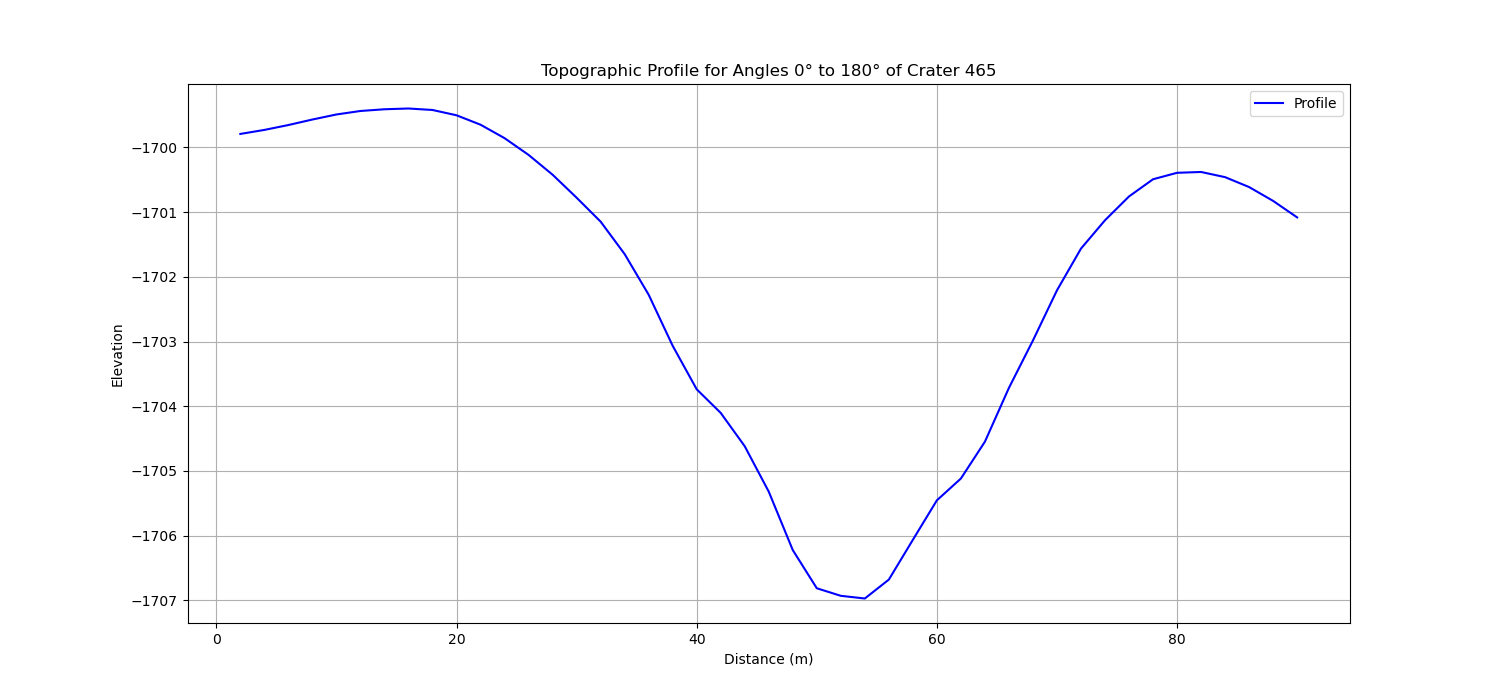 Topographic Profile for Angles 0° to 180° of Crater 465
Profile
Elevation
−1700
−1701
−1702
−1703
−1704
−1705
−1706
−1707
0 20 40 60 80
Distance (m)